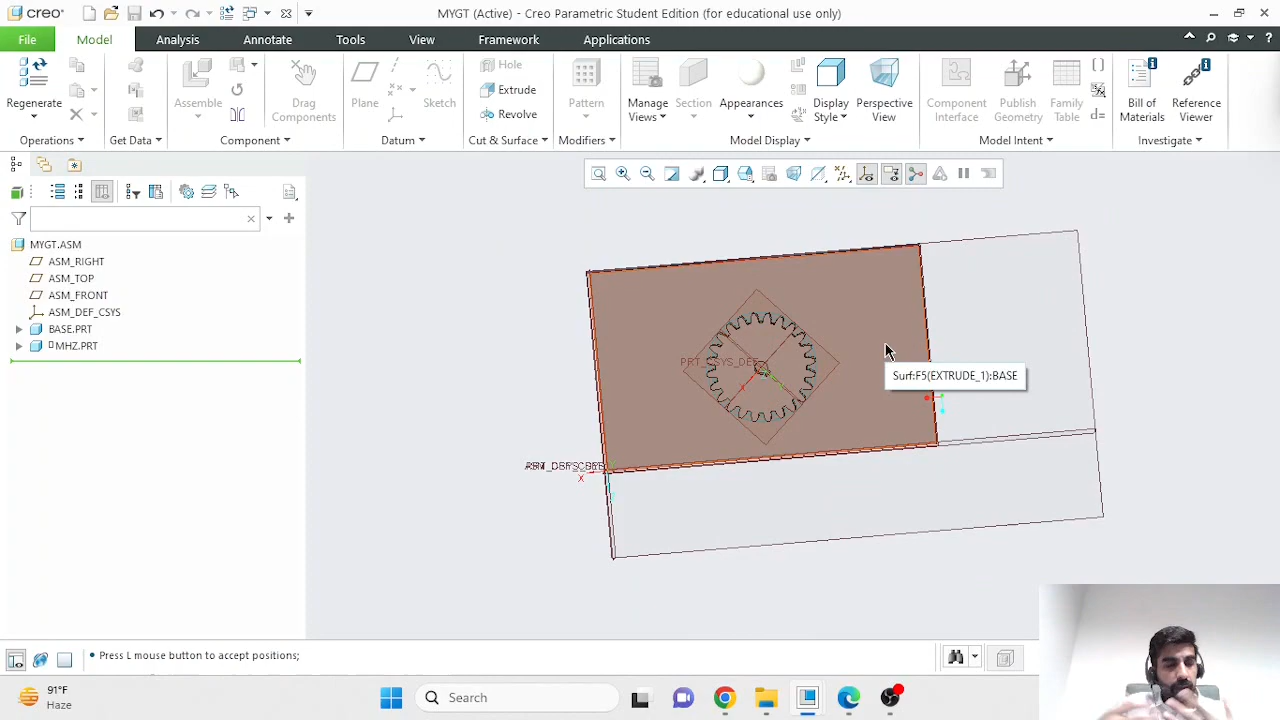 creo
MYGT (Active) - Creo Parametric Student Edition (for educational use only)
File Model Analysis Annotate Tools View Framework Applications
Regenerate
Assemble
Drag Components
Plane
Sketch
Hole
Extrude
Revolve
Pattern
Manage Views
Section
Appearances
Display Style
Perspective View
Component Interface
Publish Geometry
Family Table
d=
Bill of Materials
Reference Viewer
Operations Get Data Component Datum Cut & Surface Modifiers Model Display Model Intent Investigate
MYGT.ASM
ASM_RIGHT
ASM_TOP
ASM_FRONT
ASM_DEF_CSYS
BASE.PRT
MHZ.PRT
PRT_CSYS_DEF
Surf:F5(EXTRUDE_1):BASE
X
Press L mouse button to accept positions;
91°F
Haze
Search